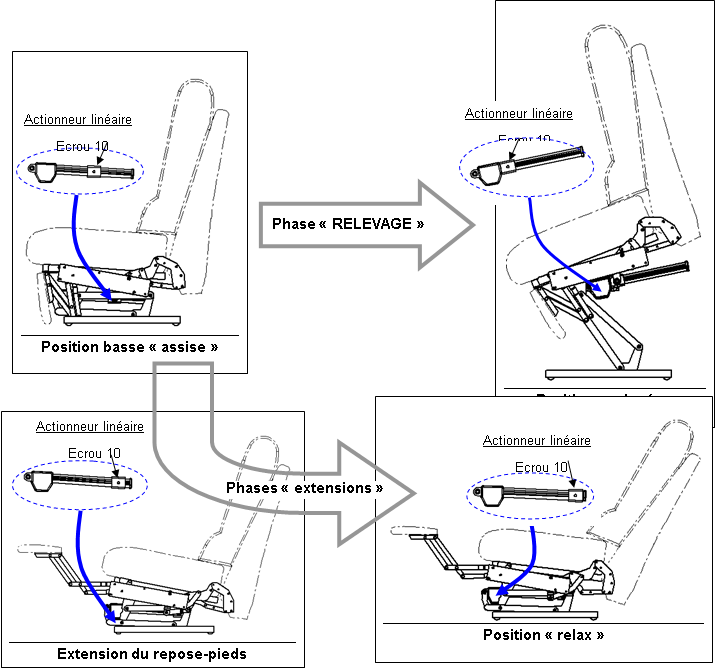 Actionneur linéaire
Ecrou 10
Position basse « assise »
Phase « RELEVAGE »
Actionneur linéaire
Ecrou 10
Actionneur linéaire
Ecrou 10
Extension du repose-pieds
Phases « extensions »
Actionneur linéaire
Ecrou 10
Position « relax »